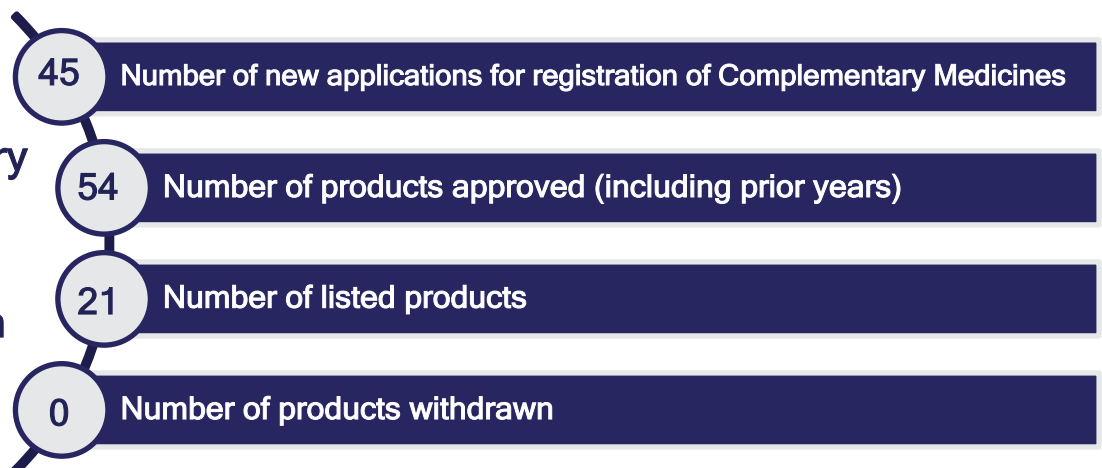 45
Number of new applications for registration of Complementary Medicines
ry
54
Number of products approved (including prior years)
21
Number of listed products
n
0
Number of products withdrawn